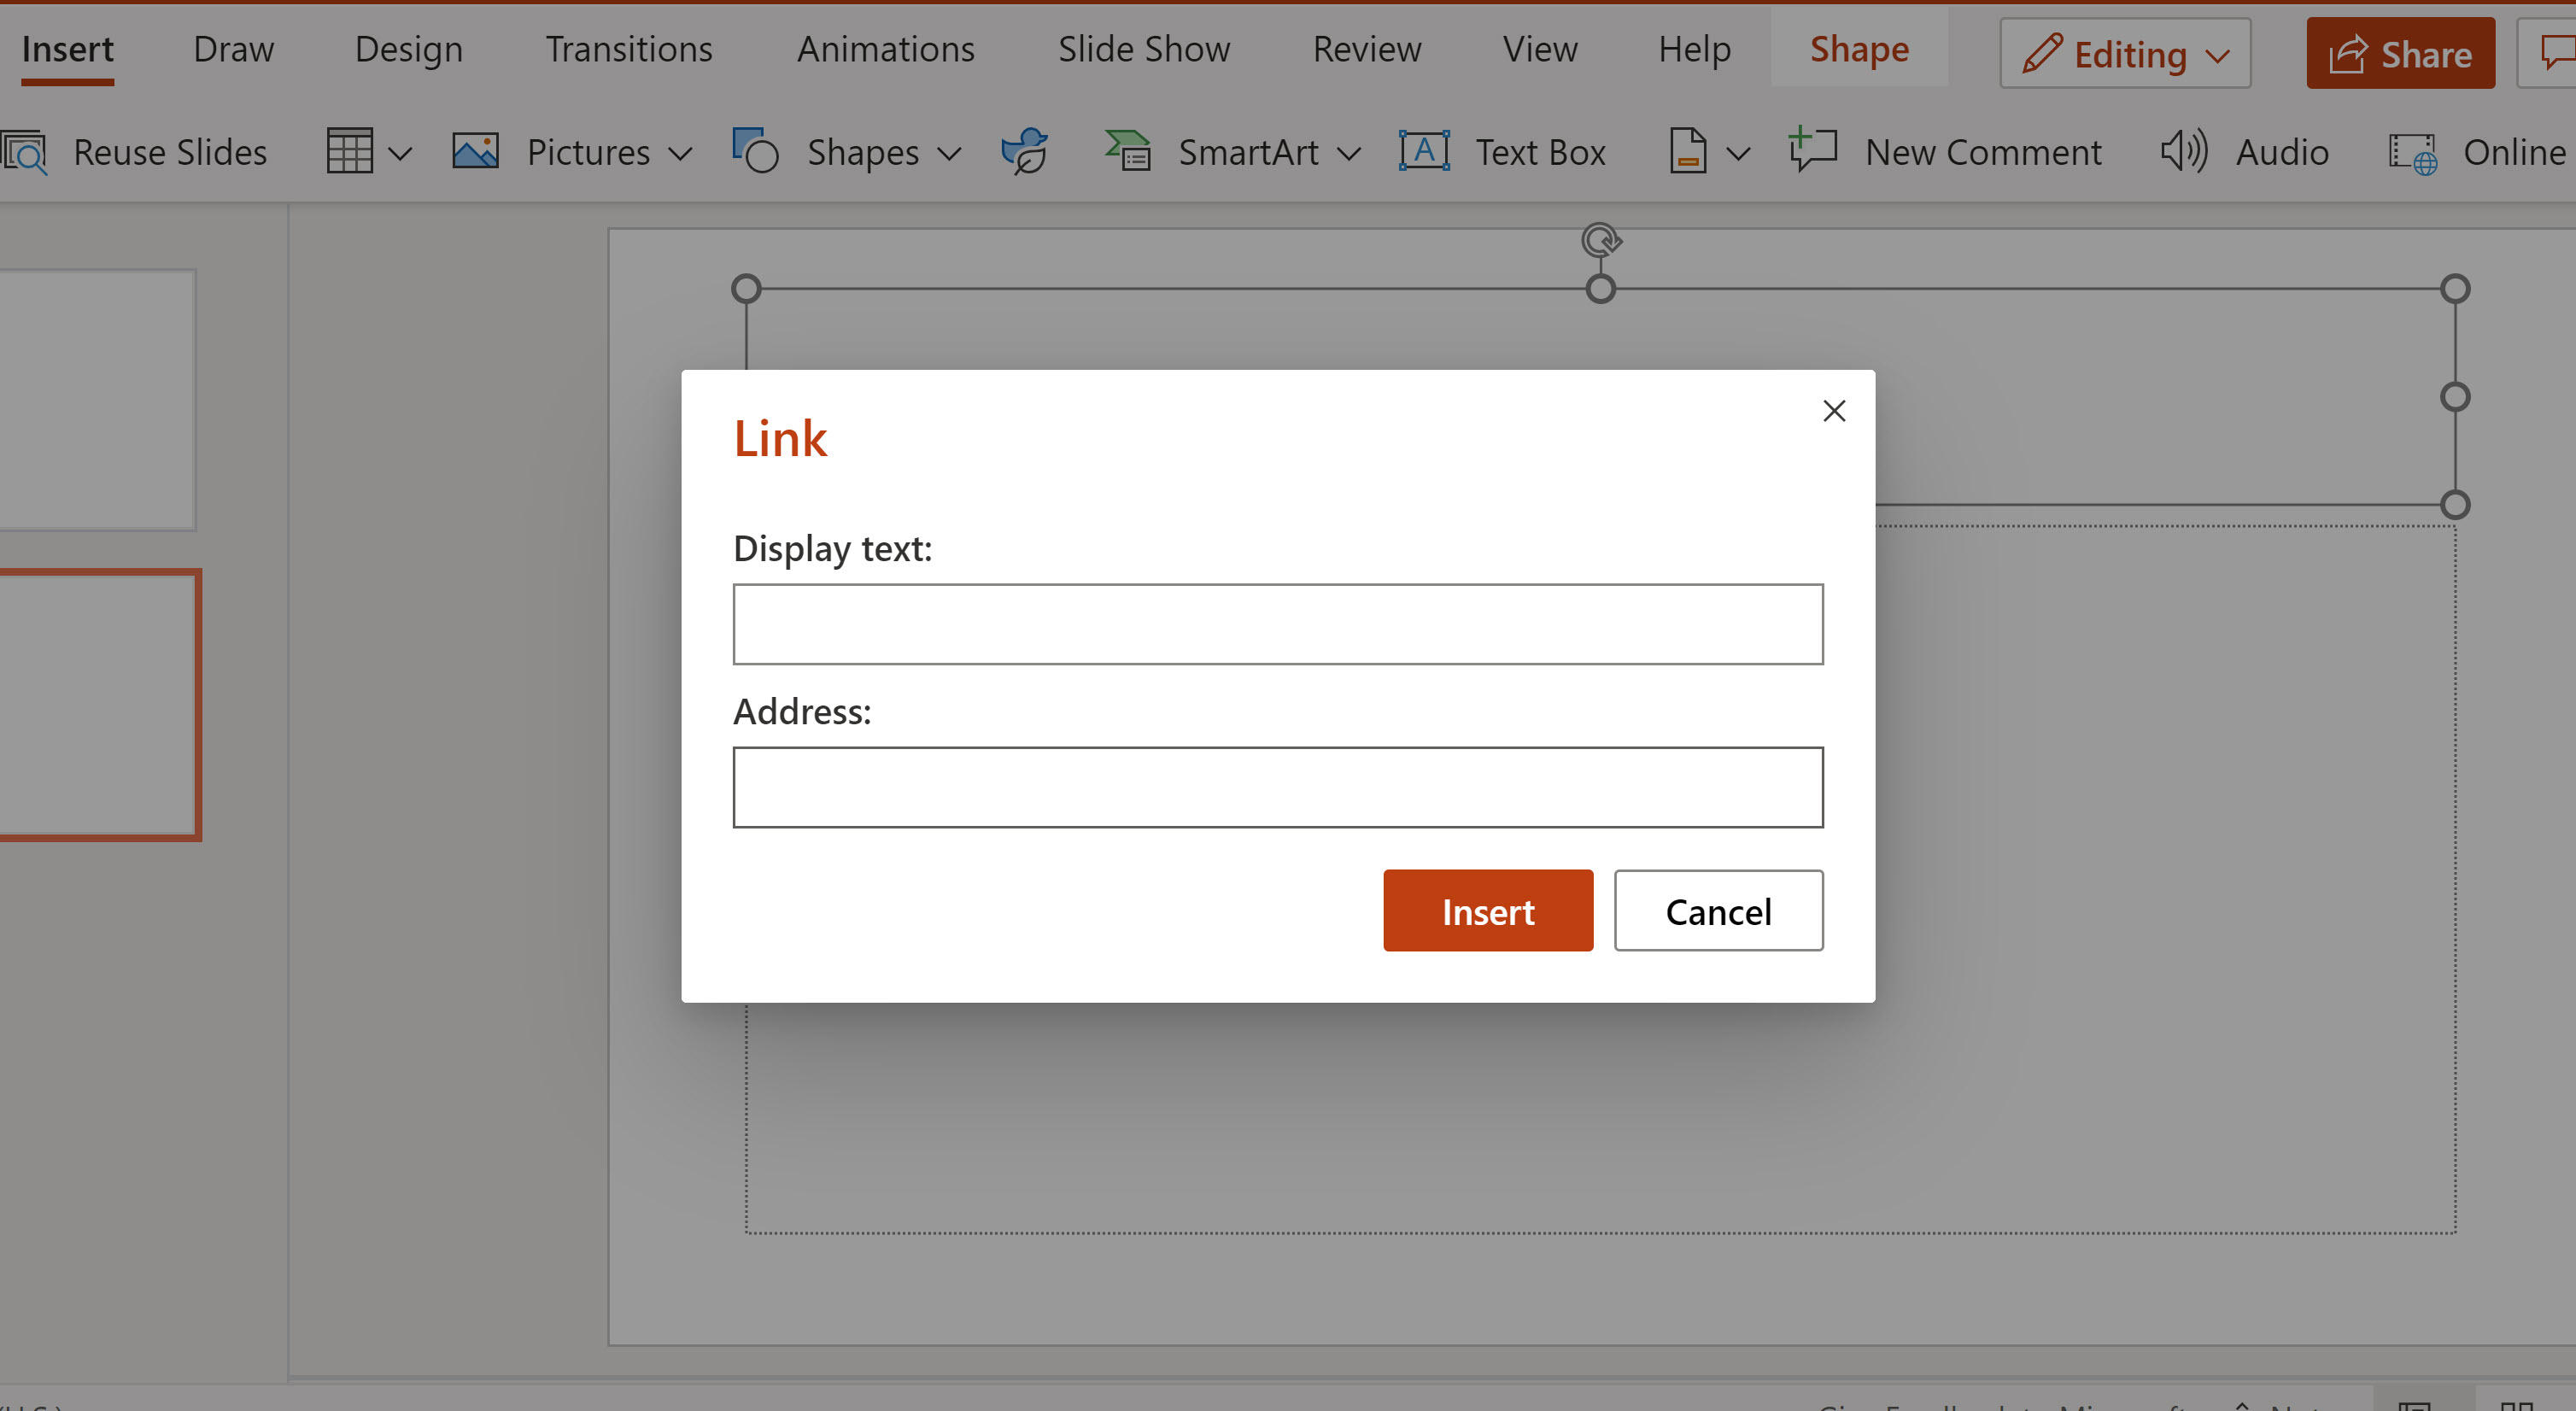 Insert Draw Design Transitions Animations Slide Show Review View Help Shape Editing Share
Reuse Slides Pictures Shapes SmartArt A Text Box New Comment Audio Online
Link
Display text:
Address:
Insert Cancel